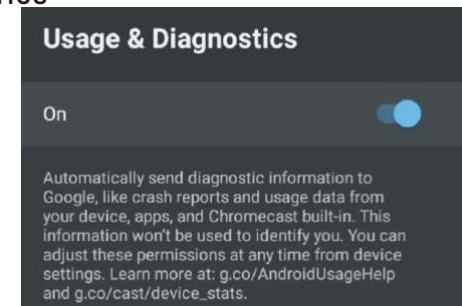 Usage & Diagnostics
On
Automatically send diagnostic information to
Google, like crash reports and usage data from
your device, apps, and Chromecast built-in. This
information won't be used to identify you. You can
adjust these permissions at any time from device
settings. Learn more at: g.co/AndroidUsageHelp
and g.co/cast/device_stats.